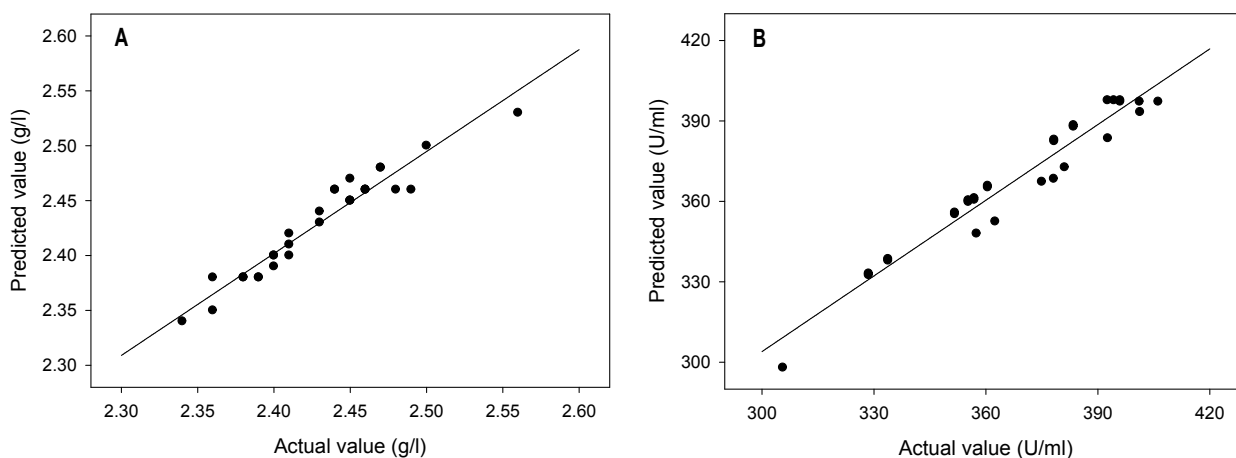 A
Predicted value (g/l)
2.60
2.55
2.50
2.45
2.40
2.35
2.30
2.30 2.35 2.40 2.45 2.50 2.55 2.60
Actual value (g/l)
B
Predicted value (U/ml)
420
390
360
330
300
300 330 360 390 420
Actual value (U/ml)